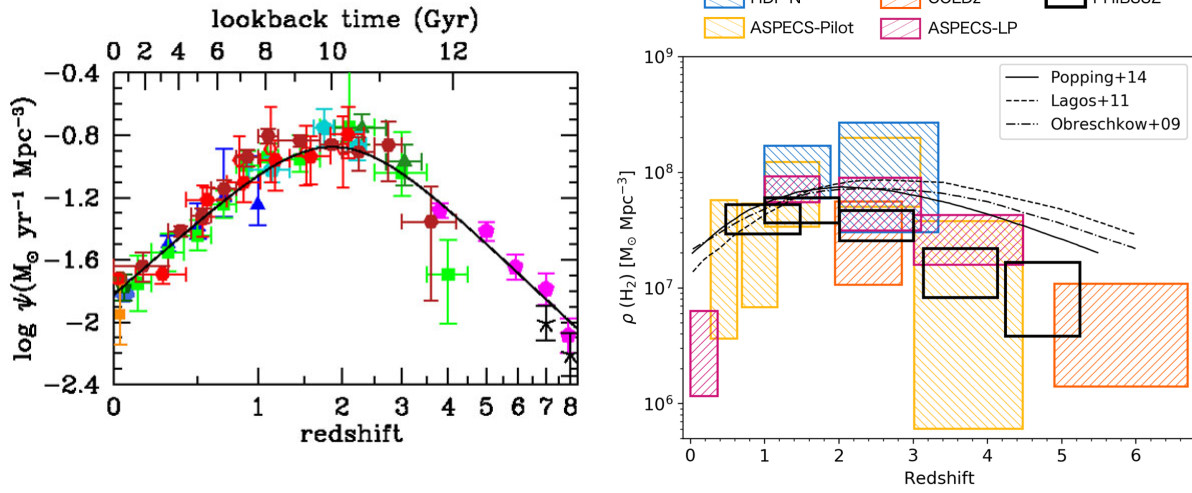 lookback time (Gyr)
0 2 4 6 8 10 12
log ψ(M⊙ yr⁻¹ Mpc⁻³)
−0.4
−0.8
−1.2
−1.6
−2
−2.4
0 1 2 3 4 5 6 7 8
redshift
ASPECS-Pilot
ASPECS-LP
Popping+14
Lagos+11
Obreschkow+09
ρ (H₂) [M⊙ Mpc⁻³]
10⁹
10⁸
10⁷
10⁶
0 1 2 3 4 5 6
Redshift